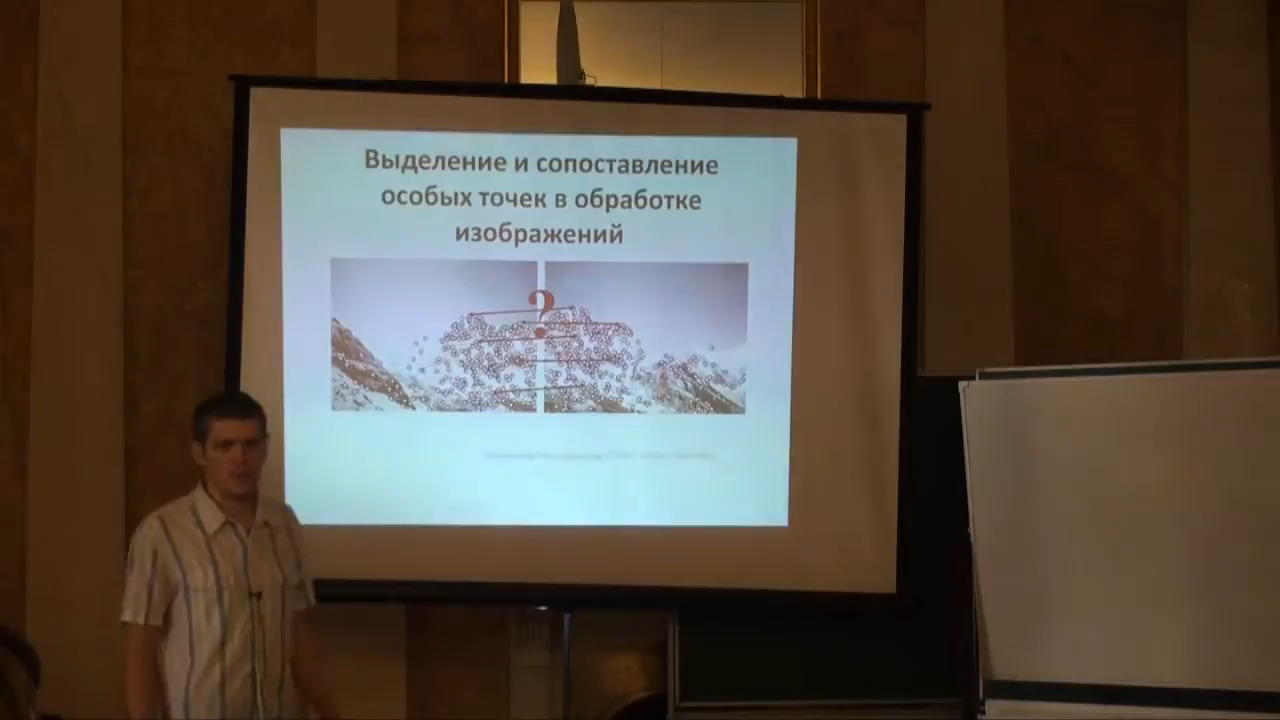 Выделение и сопоставление
особых точек в обработке
изображений
?